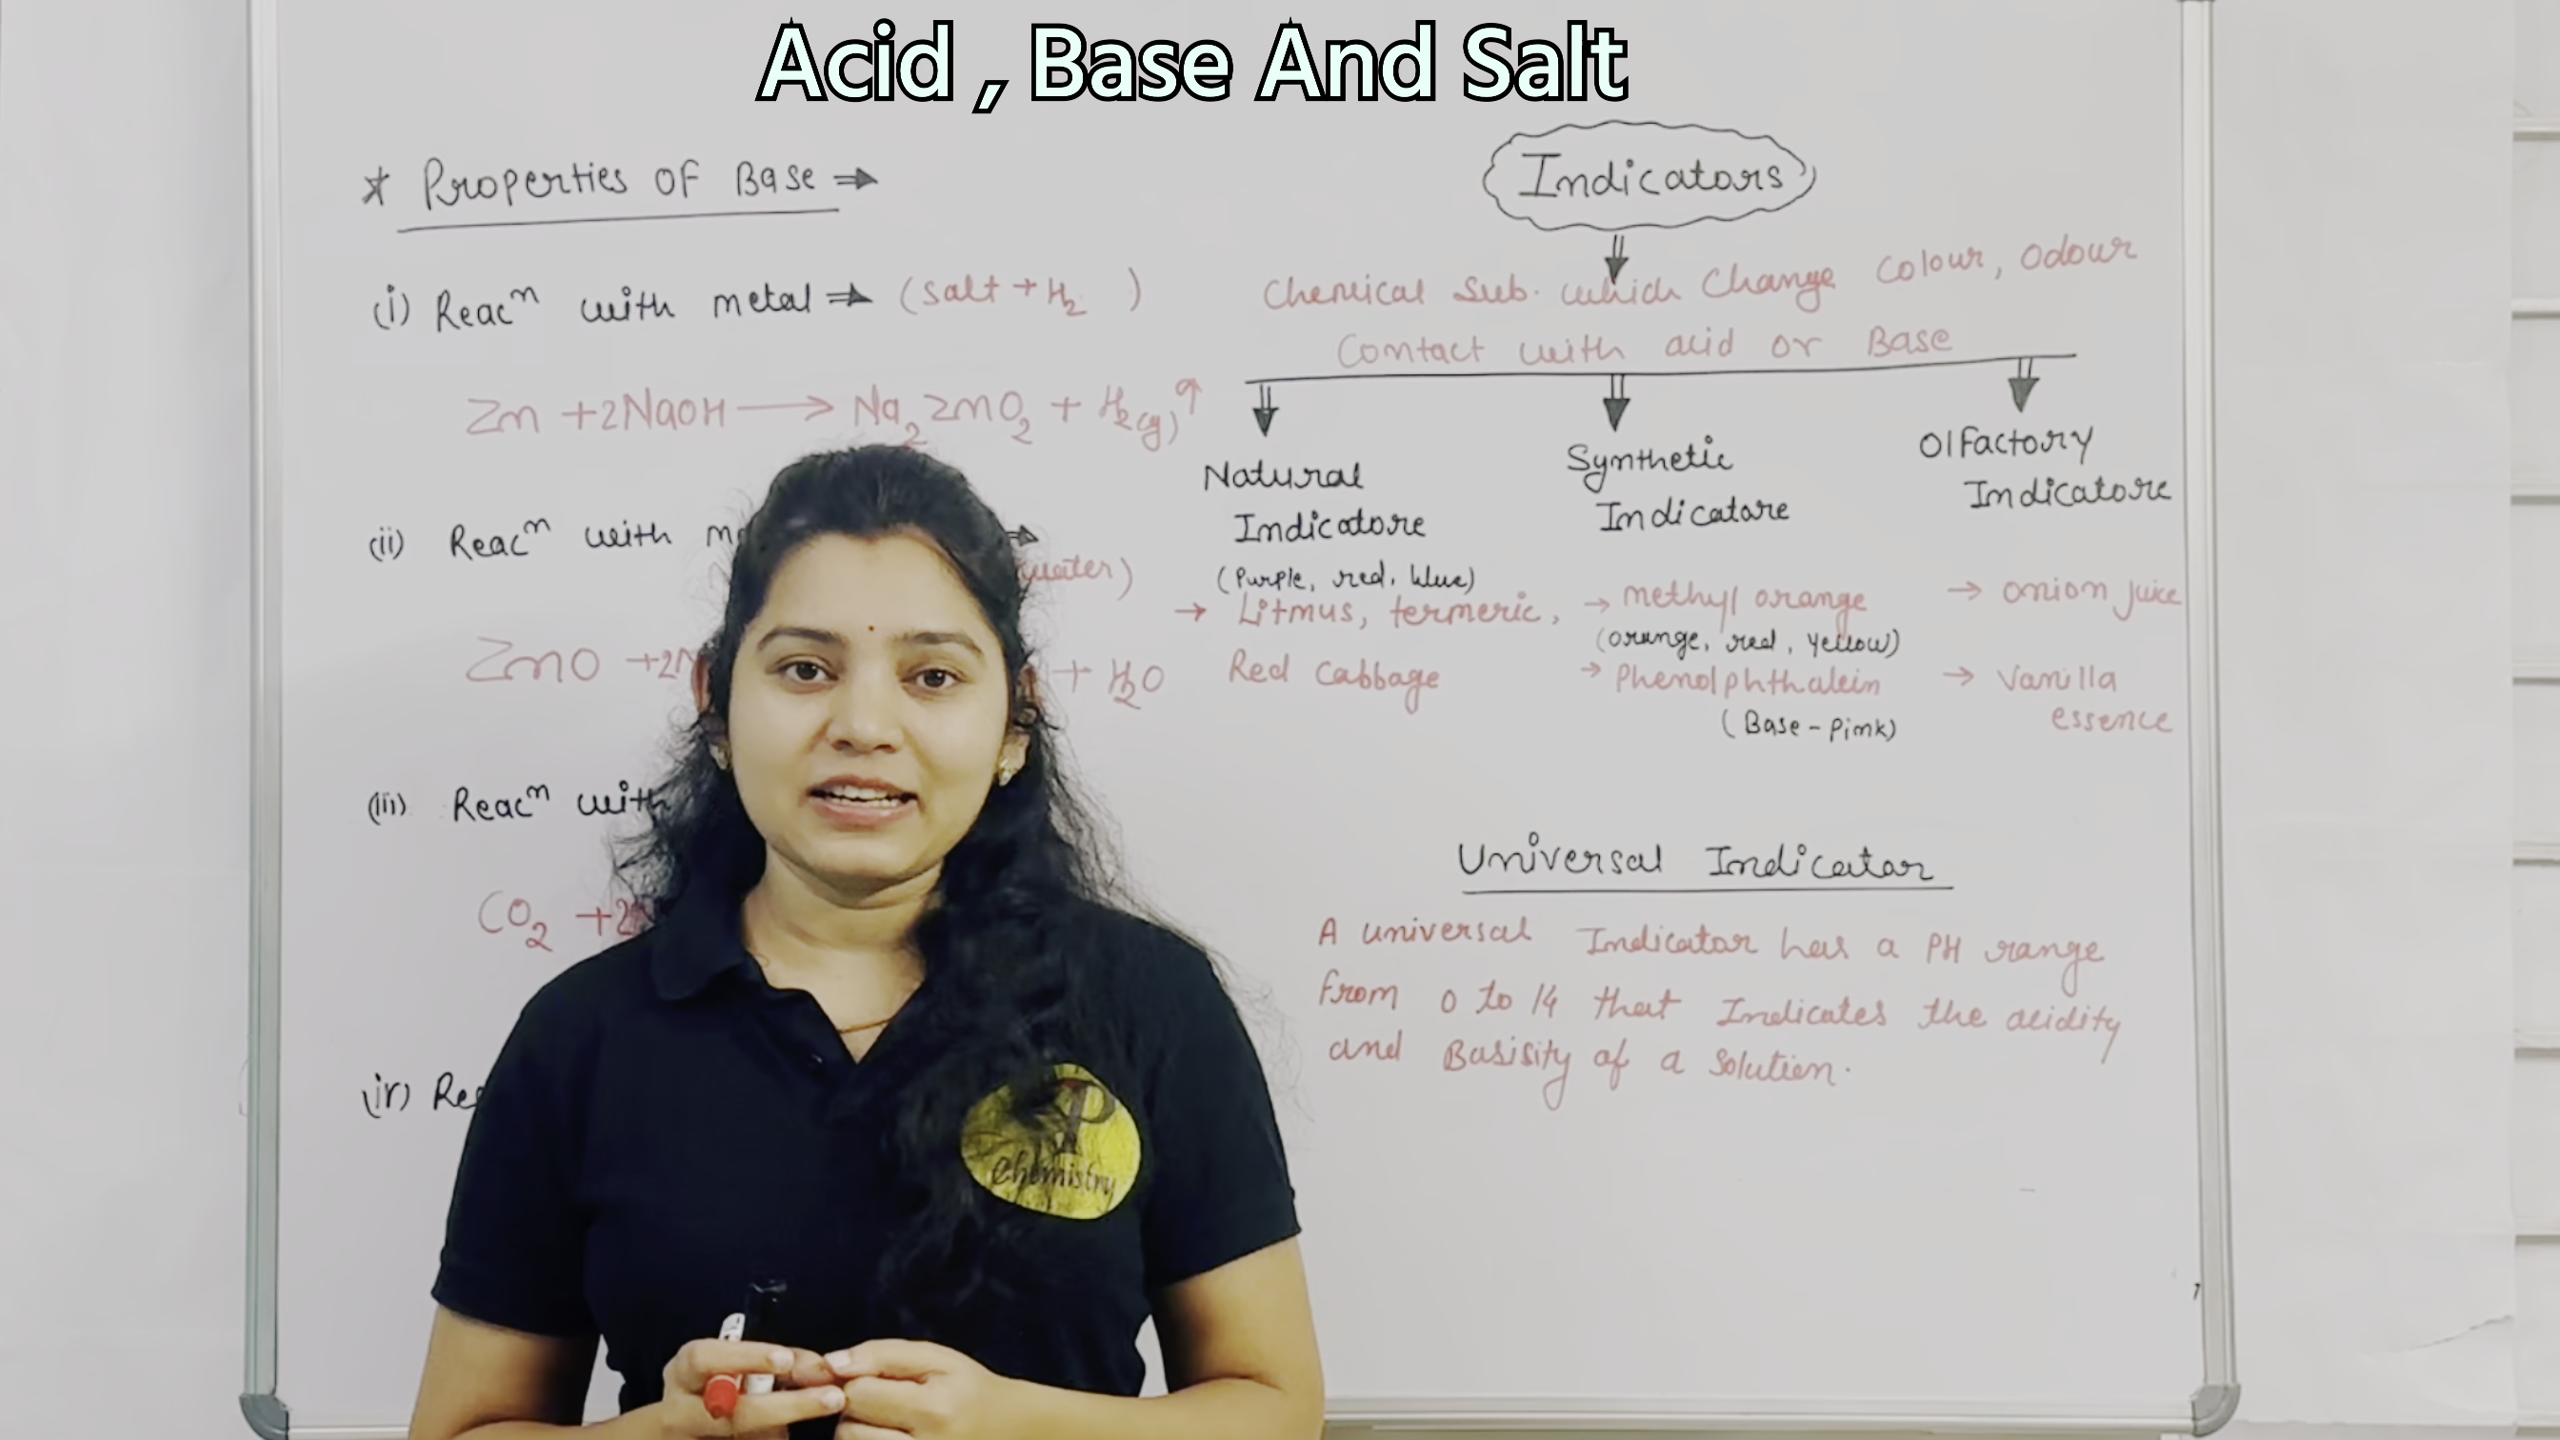 Acid , Base And Salt
* Properties OF Base ⇒
(i) Reacⁿ with metal ⇒ (salt + H₂ )
Zn + 2NaOH ⟶ Na₂ZnO₂ + H₂(g)↑
(ii) Reacⁿ with
water)
ZnO +2
+ H₂O
(iii) Reacⁿ with
CO₂ +2
(iv)
Indicators
Chemical Sub. which Change Colour, Odour
Contact with acid or Base
Natural
Indicatore
(Purple, red, blue)
→ Litmus, termeric,
Red Cabbage
Synthetic
Indicatore
→ methyl orange
(orange, red, yellow)
→ Phenolphthalein
(Base - Pink)
Olfactory
Indicatore
→ onion juice
→ Vanilla
essence
Universal Indicator
A universal Indicator has a PH range
From 0 to 14 that Indicates the acidity
and Basisity of a solution.
Chemistry